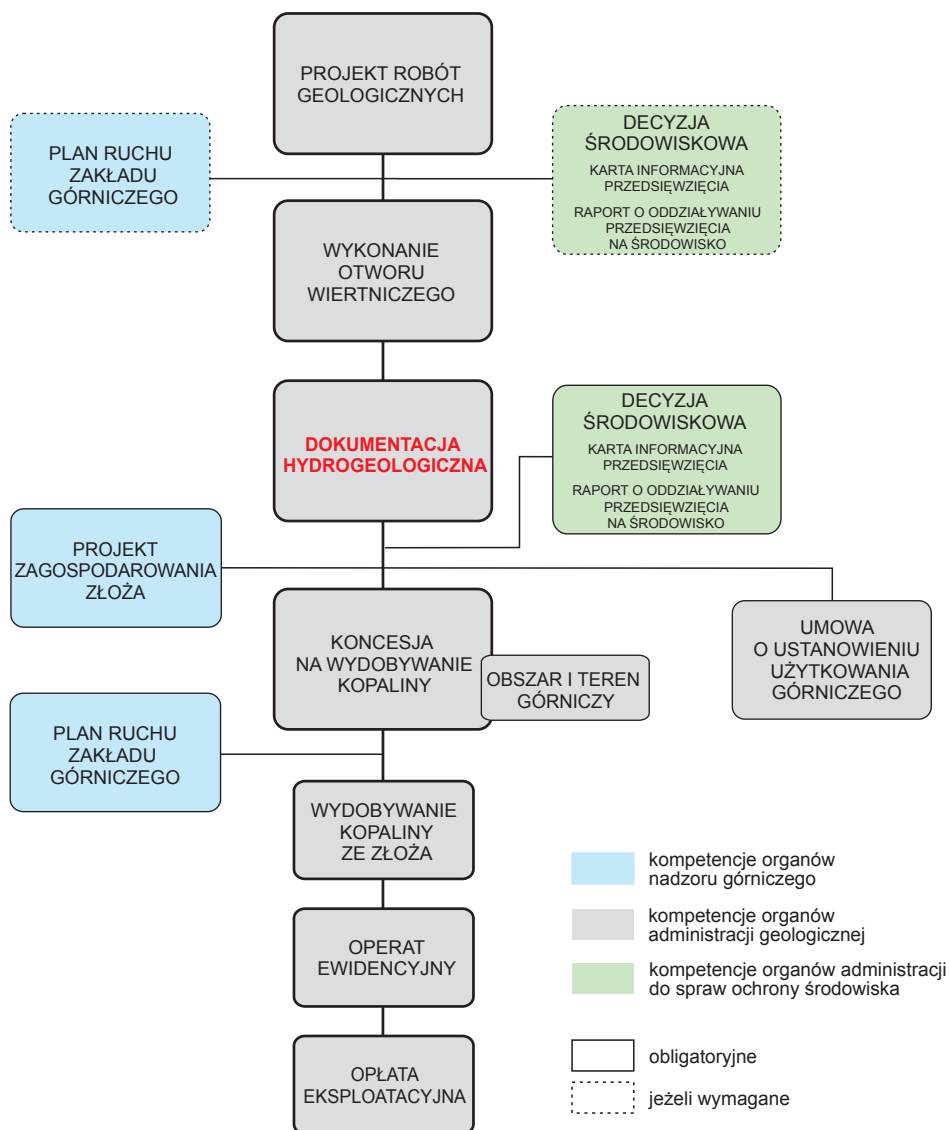 PROJEKT ROBÓT
GEOLOGICZNYCH
PLAN RUCHU
ZAKŁADU
GÓRNICZEGO
DECYZJA
ŚRODOWISKOWA
KARTA INFORMACYJNA
PRZEDSIĘWZIĘCIA
RAPORT O ODDZIAŁYWANIU
PRZEDSIĘWZIĘCIA
NA ŚRODOWISKO
WYKONANIE
OTWORU
WIERTNICZEGO
DOKUMENTACJA
HYDROGEOLOGICZNA
DECYZJA
ŚRODOWISKOWA
KARTA INFORMACYJNA
PRZEDSIĘWZIĘCIA
RAPORT O ODDZIAŁYWANIU
PRZEDSIĘWZIĘCIA
NA ŚRODOWISKO
PROJEKT
ZAGOSPODAROWANIA
ZŁOŻA
UMOWA
O USTANOWIENIU
UŻYTKOWANIA
GÓRNICZEGO
KONCESJA
NA WYDOBYWANIE
KOPALINY
OBSZAR I TEREN
GÓRNICZY
PLAN RUCHU
ZAKŁADU
GÓRNICZEGO
WYDOBYWANIE
KOPALINY
ZE ZŁOŻA
OPERAT
EWIDENCYJNY
OPŁATA
EKSPLOATACYJNA
kompetencje organów
nadzoru górniczego
kompetencje organów
administracji geologicznej
kompetencje organów administracji
do spraw ochrony środowiska
obligatoryjne
jeżeli wymagane